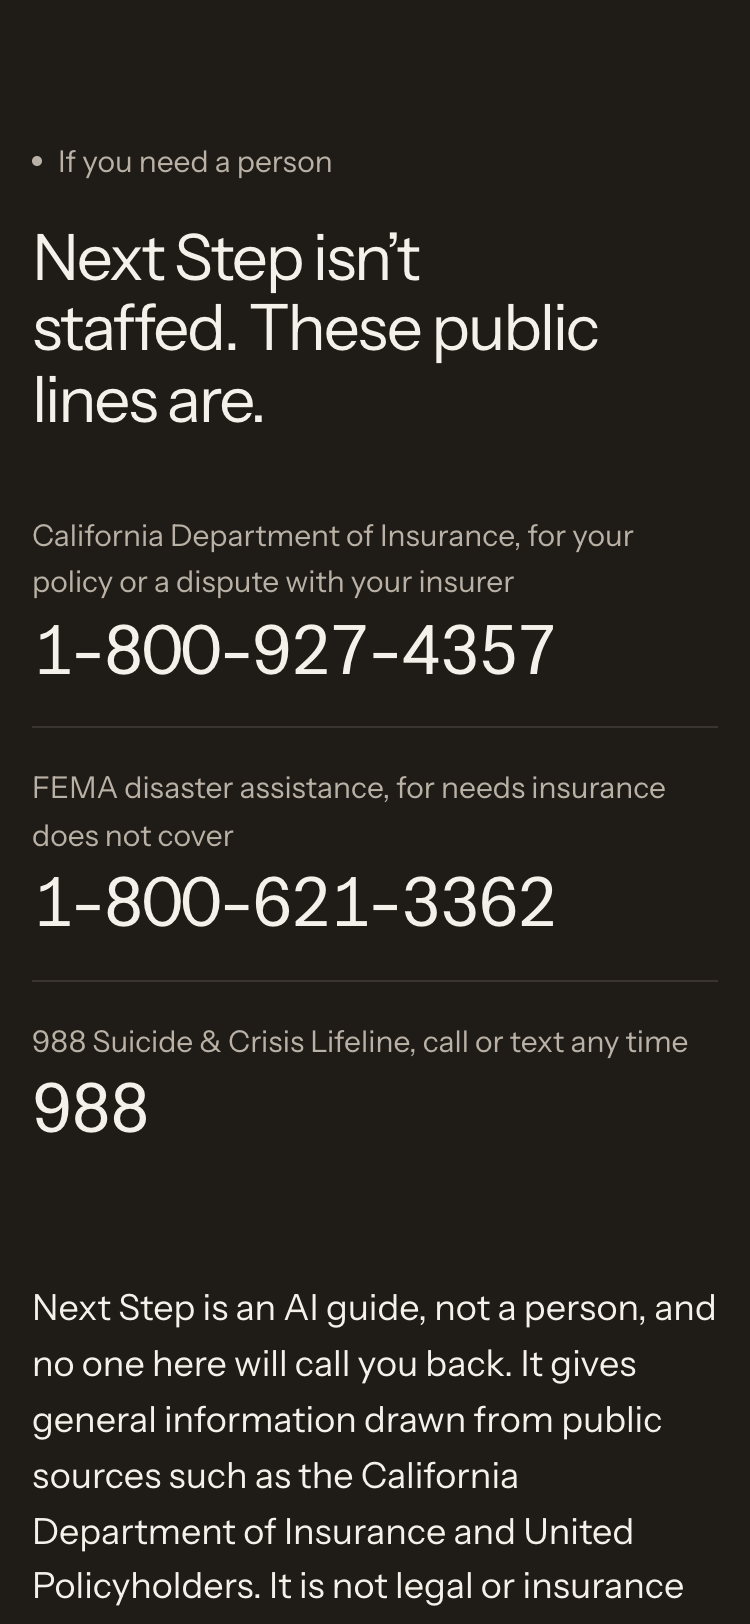 If you need a person
Next Step isn’t
staffed. These public
lines are.
California Department of Insurance, for your
policy or a dispute with your insurer
1-800-927-4357
FEMA disaster assistance, for needs insurance
does not cover
1-800-621-3362
988 Suicide & Crisis Lifeline, call or text any time
988
Next Step is an AI guide, not a person, and
no one here will call you back. It gives
general information drawn from public
sources such as the California
Department of Insurance and United
Policyholders. It is not legal or insurance